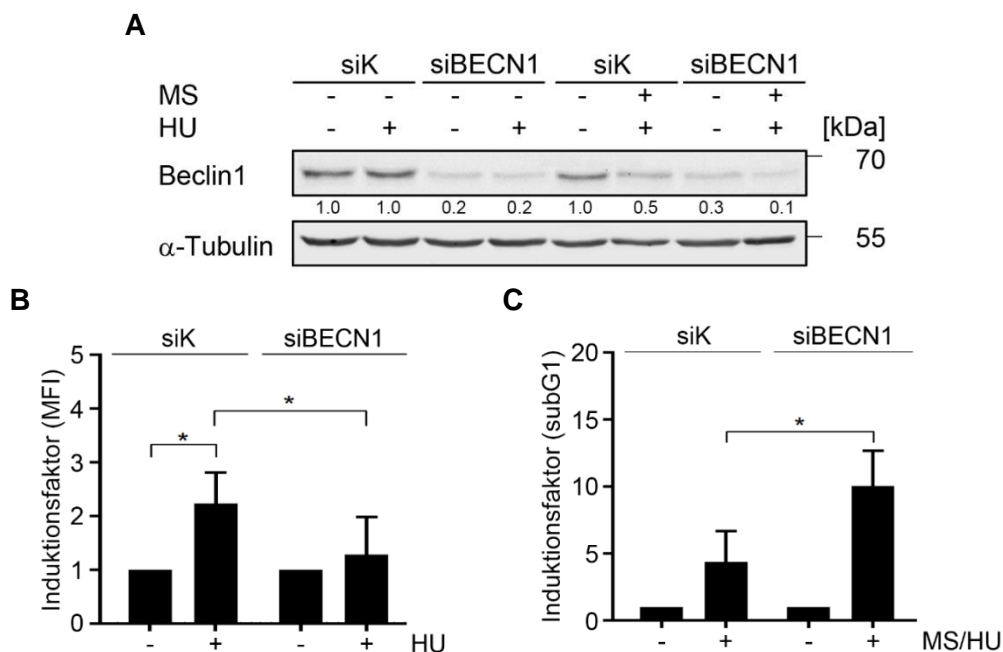 A
siK siBECN1 siK siBECN1
MS - - - - - + - +
HU - + - + - + - + [kDa]
Beclin1 70
1.0 1.0 0.2 0.2 1.0 0.5 0.3 0.1
α-Tubulin 55
B
siK siBECN1
Induktionsfaktor (MFI)
5
4
3
2
1
0
* *
- + - + HU
C
siK siBECN1
Induktionsfaktor (subG1)
20
15
10
5
0
*
- + - + MS/HU